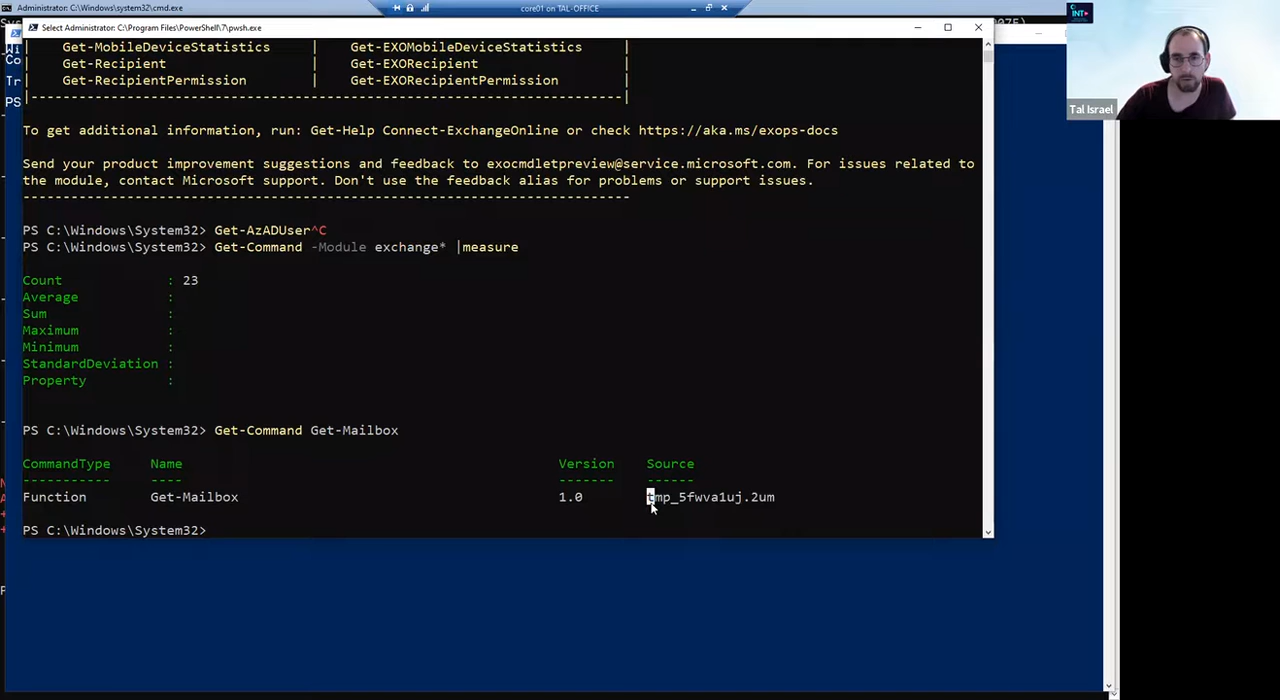 Administrator: C:\Windows\system32\cmd.exe
core01 on TAL-OFFICE
Select Administrator: C:\Program Files\PowerShell\7\pwsh.exe
| Get-MobileDeviceStatistics | Get-EXOMobileDeviceStatistics |
| Get-Recipient | Get-EXORecipient |
| Get-RecipientPermission | Get-EXORecipientPermission |
|--------------------------------------------------------------------------|
To get additional information, run: Get-Help Connect-ExchangeOnline or check https://aka.ms/exops-docs
Send your product improvement suggestions and feedback to exocmdletpreview@service.microsoft.com. For issues related to
the module, contact Microsoft support. Don't use the feedback alias for problems or support issues.
----------------------------------------------------------------------------
PS C:\Windows\System32> Get-AzADUser^C
PS C:\Windows\System32> Get-Command -Module exchange* |measure
Count : 23
Average :
Sum :
Maximum :
Minimum :
StandardDeviation :
Property :
PS C:\Windows\System32> Get-Command Get-Mailbox
CommandType Name Version Source
----------- ---- ------- ------
Function Get-Mailbox 1.0 tmp_5fwva1uj.2um
PS C:\Windows\System32>
INT
Tal Israel
Co
Tr
PS